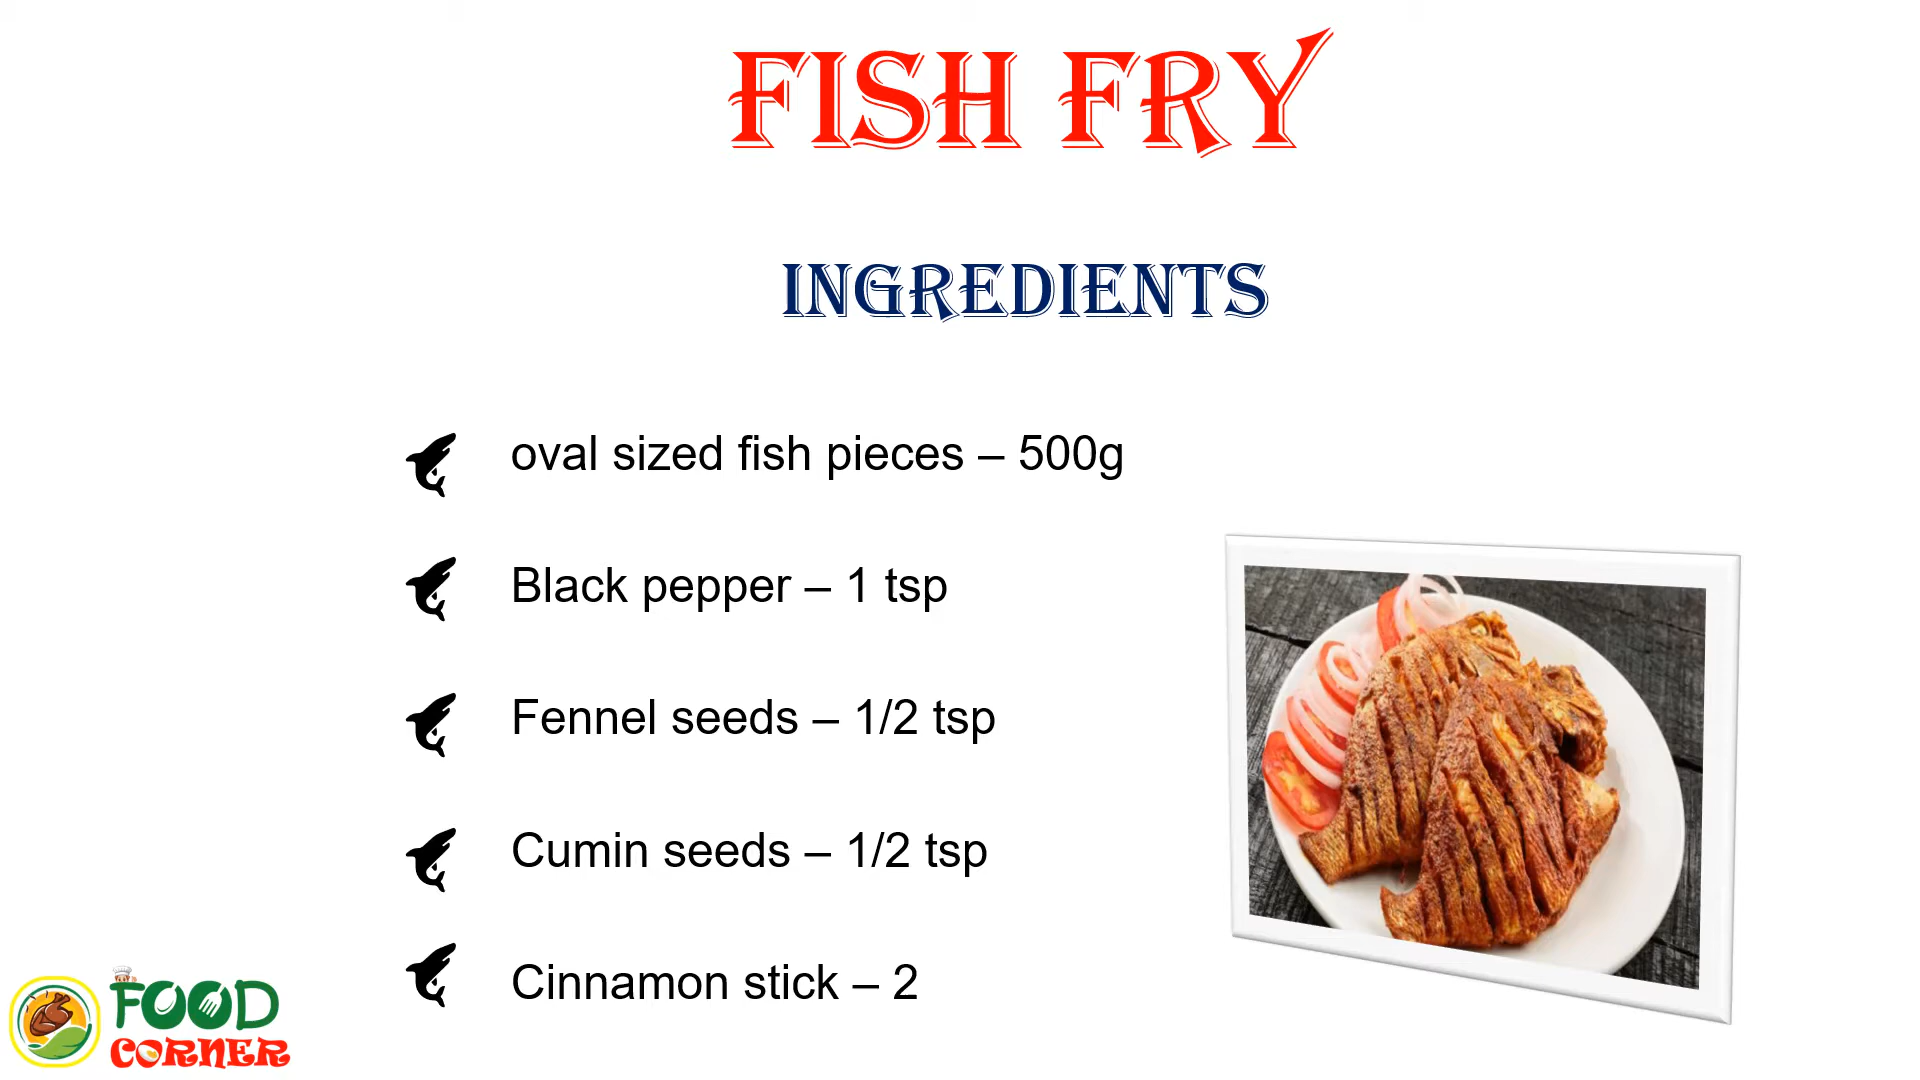 FISH FRY
INGREDIENTS
oval sized fish pieces – 500g
Black pepper – 1 tsp
Fennel seeds – 1/2 tsp
Cumin seeds – 1/2 tsp
Cinnamon stick – 2
FOOD
CORNER